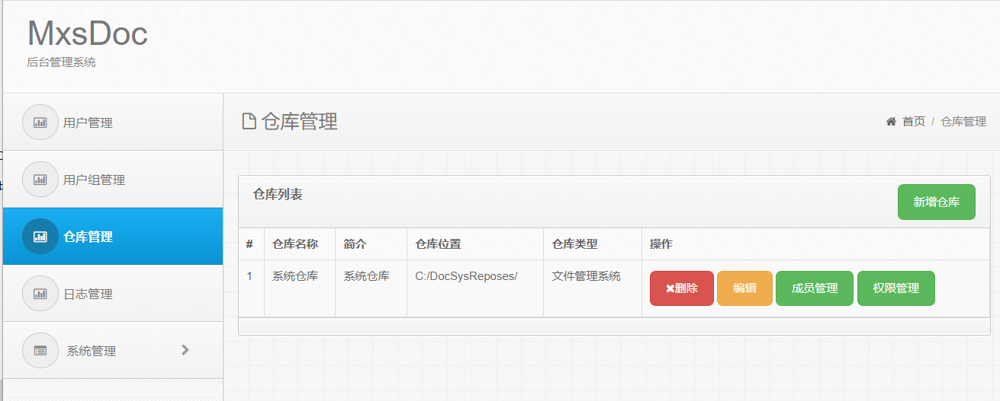 MxsDoc
后台管理系统
用户管理
用户组管理
仓库管理
日志管理
系统管理
仓库管理
首页 / 仓库管理
仓库列表
新增仓库
# 仓库名称 简介 仓库位置 仓库类型 操作
1 系统仓库 系统仓库 C:/DocSysReposes/ 文件管理系统 删除 编辑 成员管理 权限管理